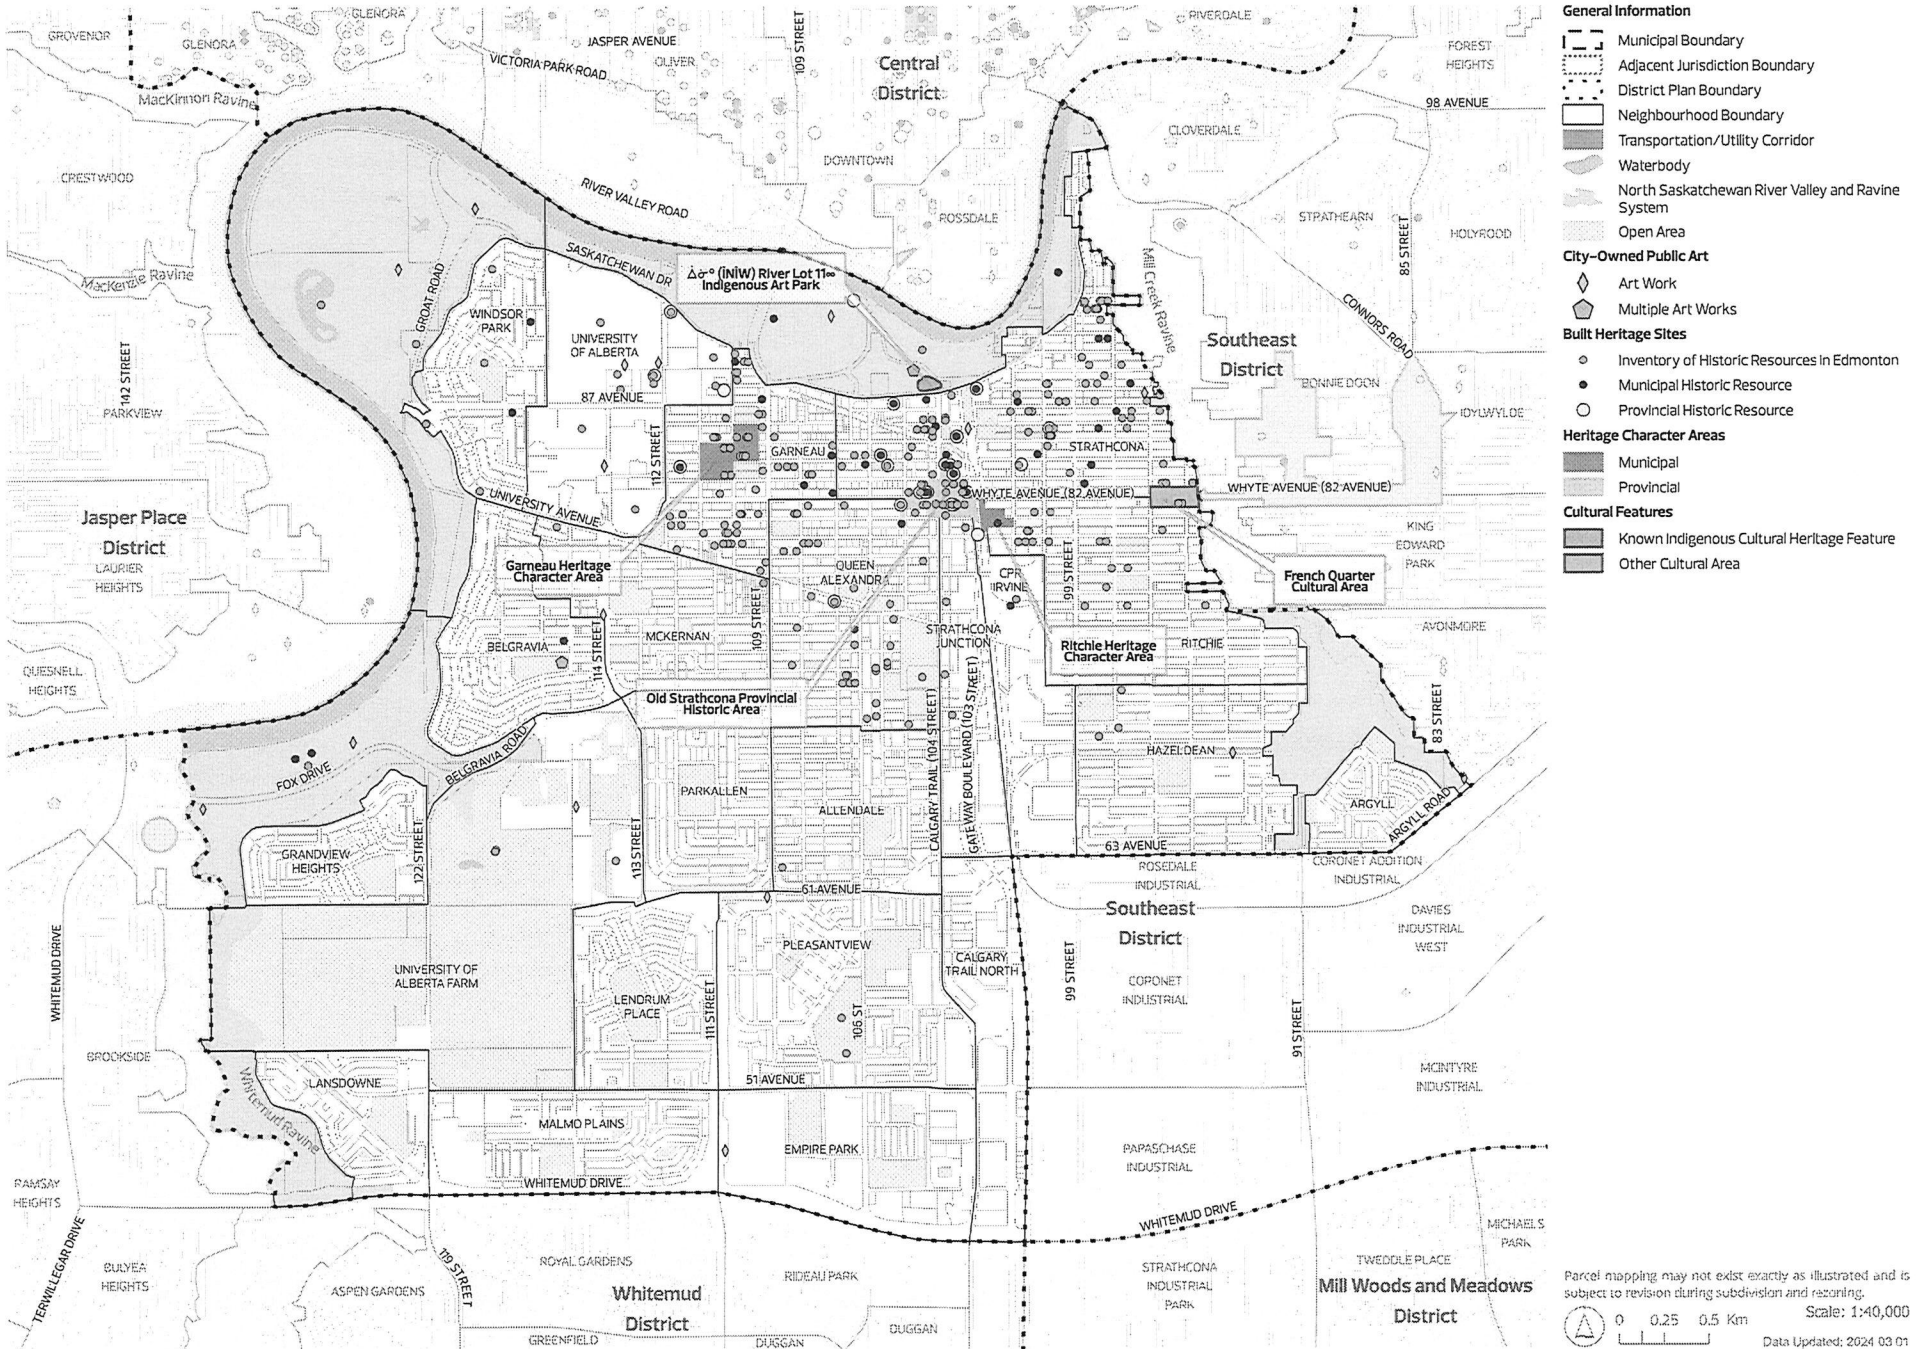 GLENORA
GROVENOR
GLENORA
JASPER AVENUE
OLIVER
VICTORIA PARK ROAD
109 STREET
Central
District
RIVERDALE
FOREST
HEIGHTS
MacKinnon Ravine
98 AVENUE
CLOVERDALE
DOWNTOWN
CRESTWOOD
RIVER VALLEY ROAD
ROSSDALE
STRATHEARN
85 STREET
HOLYROOD
SASKATCHEWAN DR
ᐃᓃᐤ (ÎNÎW) River Lot 11∞
Indigenous Art Park
MacKenzie Ravine
GROAT ROAD
Mill Creek Ravine
CONNORS ROAD
WINDSOR
PARK
UNIVERSITY
OF ALBERTA
Southeast
District
142 STREET
BONNIE DOON
87 AVENUE
PARKVIEW
IDYLWYLDE
112 STREET
GARNEAU
STRATHCONA
UNIVERSITY AVENUE
WHYTE AVENUE (82 AVENUE)
WHYTE AVENUE (82 AVENUE)
Jasper Place
District
KING
EDWARD
PARK
LAURIER
HEIGHTS
Garneau Heritage
Character Area
QUEEN
ALEXANDRA
CPR
IRVINE
99 STREET
French Quarter
Cultural Area
109 STREET
AVONMORE
MCKERNAN
STRATHCONA
JUNCTION
BELGRAVIA
114 STREET
Ritchie Heritage
Character Area
RITCHIE
QUESNELL
HEIGHTS
Old Strathcona Provincial
Historic Area
CALGARY TRAIL (104 STREET)
GATEWAY BOULEVARD (103 STREET)
83 STREET
HAZELDEAN
FOX DRIVE
BELGRAVIA ROAD
PARKALLEN
ALLENDALE
ARGYLL
ARGYLL ROAD
GRANDVIEW
HEIGHTS
122 STREET
113 STREET
63 AVENUE
ROSEDALE
INDUSTRIAL
CORONET ADDITION
INDUSTRIAL
61 AVENUE
Southeast
District
DAVIES
INDUSTRIAL
WEST
WHITEMUD DRIVE
PLEASANTVIEW
UNIVERSITY OF
ALBERTA FARM
CALGARY
TRAIL NORTH
99 STREET
CORONET
INDUSTRIAL
LENDRUM
PLACE
111 STREET
106 ST
91 STREET
BROOKSIDE
LANSDOWNE
51 AVENUE
MCINTYRE
INDUSTRIAL
Whitemud Ravine
MALMO PLAINS
EMPIRE PARK
PAPASCHASE
INDUSTRIAL
RAMSAY
HEIGHTS
WHITEMUD DRIVE
WHITEMUD DRIVE
MICHAELS
PARK
TERWILLEGAR DRIVE
BULYEA
HEIGHTS
119 STREET
ROYAL GARDENS
RIDEAU PARK
ASPEN GARDENS
Whitemud
District
STRATHCONA
INDUSTRIAL
PARK
TWEDDLE PLACE
Mill Woods and Meadows
District
GREENFIELD
DUGGAN
DUGGAN
General Information
Municipal Boundary
Adjacent Jurisdiction Boundary
District Plan Boundary
Neighbourhood Boundary
Transportation/Utility Corridor
Waterbody
North Saskatchewan River Valley and Ravine
System
Open Area
City-Owned Public Art
Art Work
Multiple Art Works
Built Heritage Sites
Inventory of Historic Resources in Edmonton
Municipal Historic Resource
Provincial Historic Resource
Heritage Character Areas
Municipal
Provincial
Cultural Features
Known Indigenous Cultural Heritage Feature
Other Cultural Area
Parcel mapping may not exist exactly as illustrated and is
subject to revision during subdivision and rezoning.
Scale: 1:40,000
0 0.25 0.5 Km
Data Updated: 2024 03 01